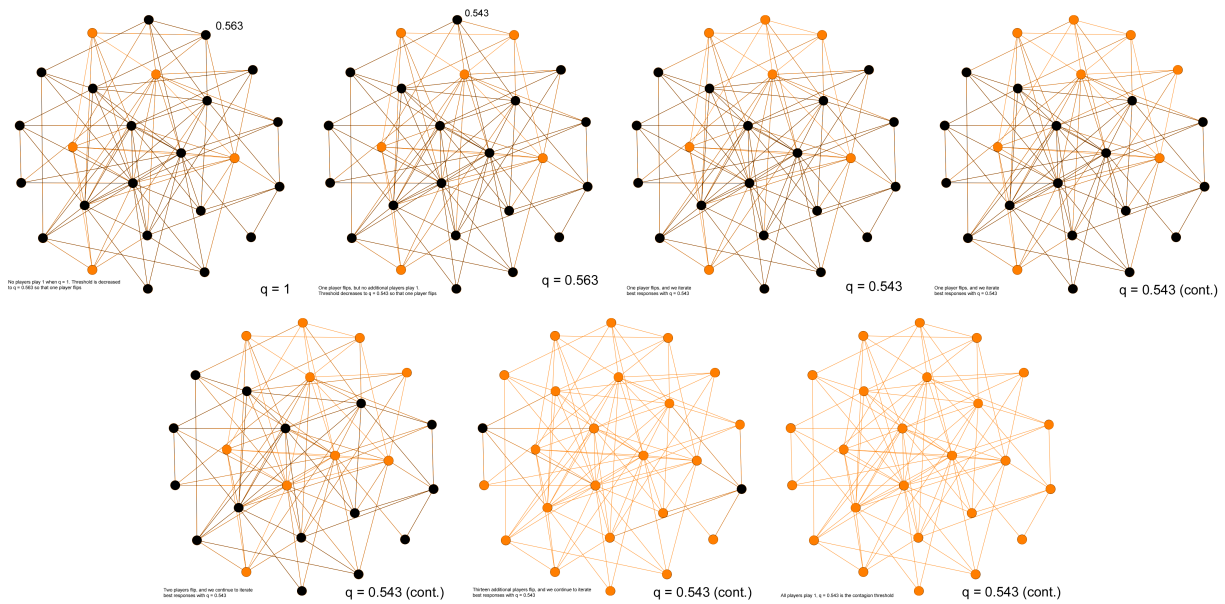 0.563
No players play 1 when q = 1. Threshold is decreased
to q = 0.563 so that one player flips
q = 1
0.543
One player flips, but no additional players play 1.
Threshold decreases to q = 0.543 so that one player flips
q = 0.563
One player flips, and we iterate
best responses with q = 0.543
q = 0.543
One player flips, and we iterate
best responses with q = 0.543
q = 0.543 (cont.)
Two players flip, and we continue to iterate
best responses with q = 0.543
q = 0.543 (cont.)
Thirteen additional players flip, and we continue to iterate
best responses with q = 0.543
q = 0.543 (cont.)
All players play 1, q = 0.543 is the contagion threshold
q = 0.543 (cont.)